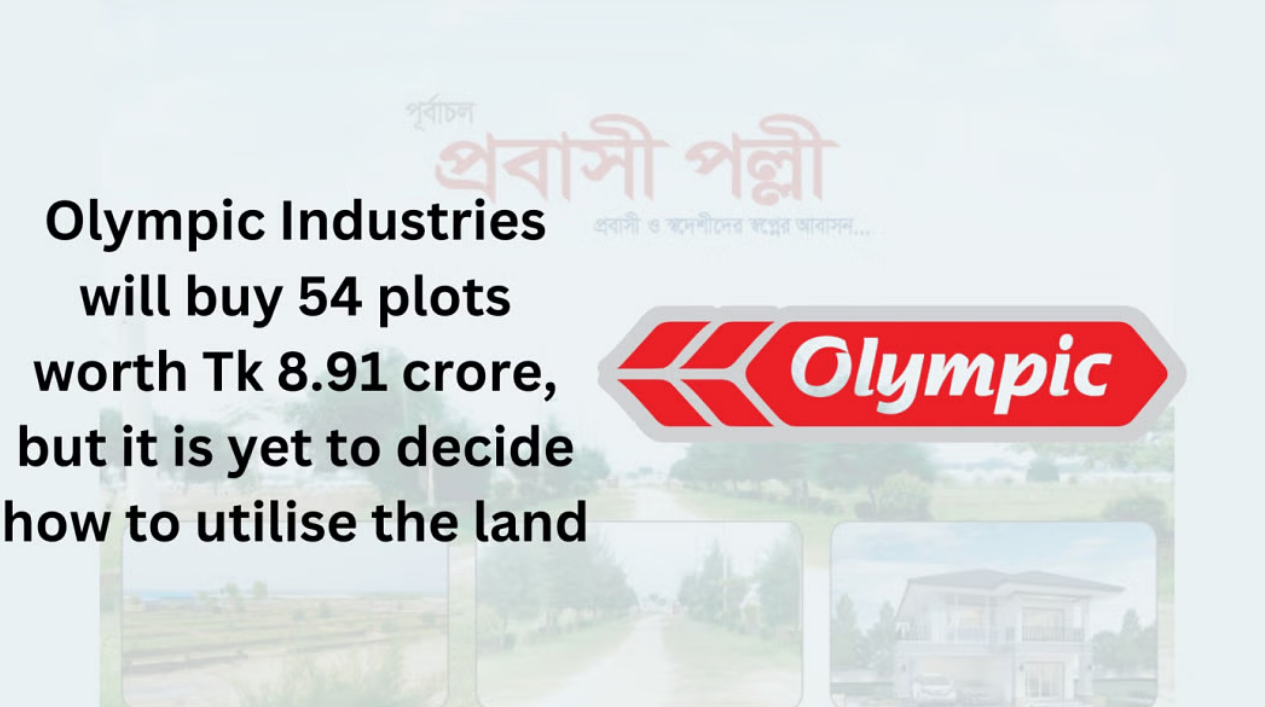 পূর্বাচল
প্রবাসী পল্লী
প্রবাসী ও স্বদেশীদের স্বপ্নের আবাসন...
Olympic Industries
will buy 54 plots
worth Tk 8.91 crore,
but it is yet to decide
how to utilise the land
Olympic